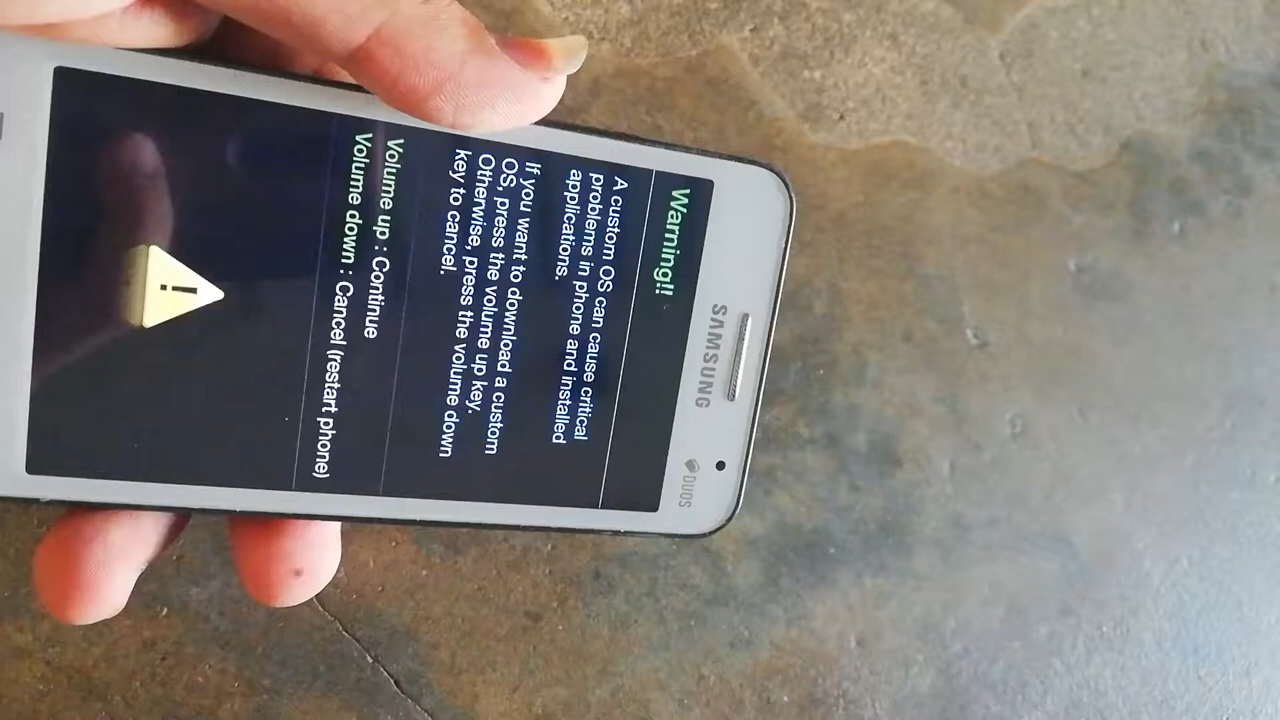 SAMSUNG
DUOS
Warning!!
A custom OS can cause critical
problems in phone and installed
applications.
If you want to download a custom
OS, press the volume up key.
Otherwise, press the volume down
key to cancel.
Volume up : Continue
Volume down : Cancel (restart phone)